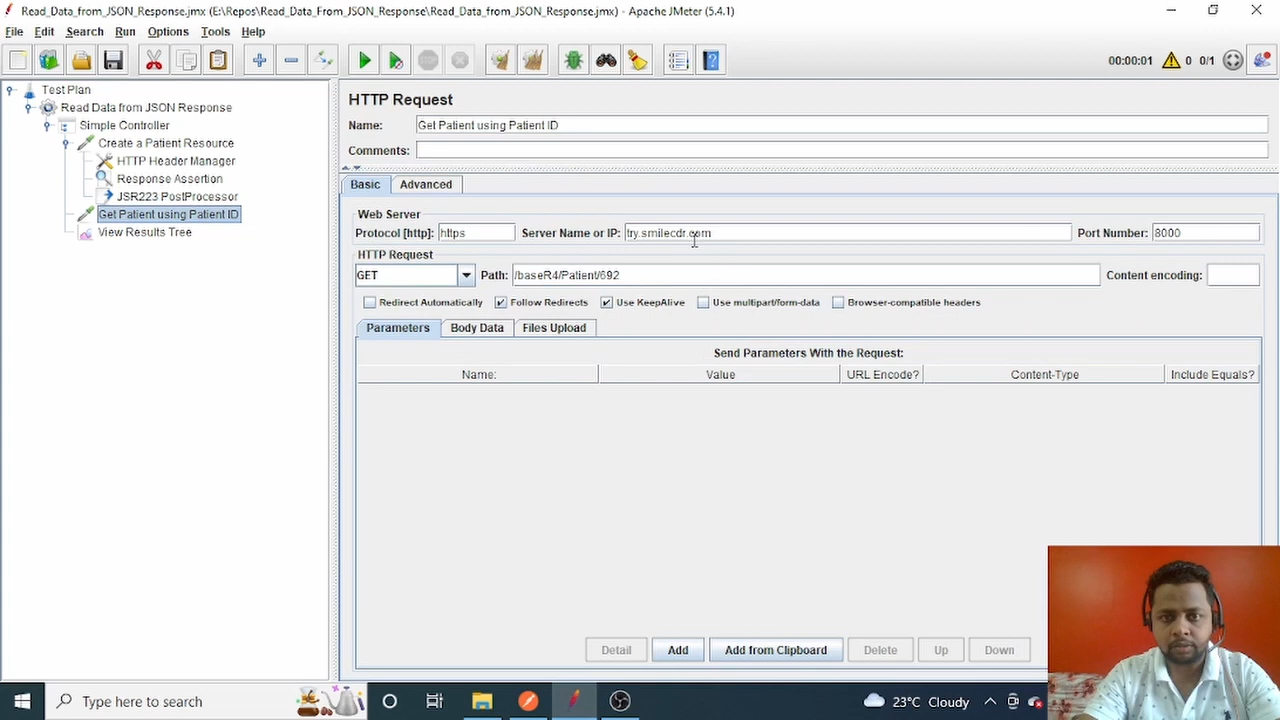 Read_Data_from_JSON_Response.jmx (E:\Repos\Read_Data_From_JSON_Response\Read_Data_from_JSON_Response.jmx) - Apache JMeter (5.4.1)
File Edit Search Run Options Tools Help
00:00:01 0 0/1
Test Plan
Read Data from JSON Response
Simple Controller
Create a Patient Resource
HTTP Header Manager
Response Assertion
JSR223 PostProcessor
Get Patient using Patient ID
View Results Tree
HTTP Request
Name: Get Patient using Patient ID
Comments:
Basic Advanced
Web Server
Protocol [http]: https Server Name or IP: try.smilecdr.com Port Number: 8000
HTTP Request
GET Path: /baseR4/Patient/692 Content encoding:
Redirect Automatically Follow Redirects Use KeepAlive Use multipart/form-data Browser-compatible headers
Parameters Body Data Files Upload
Send Parameters With the Request:
Name: Value URL Encode? Content-Type Include Equals?
Detail Add Add from Clipboard Delete Up Down
Type here to search 23°C Cloudy